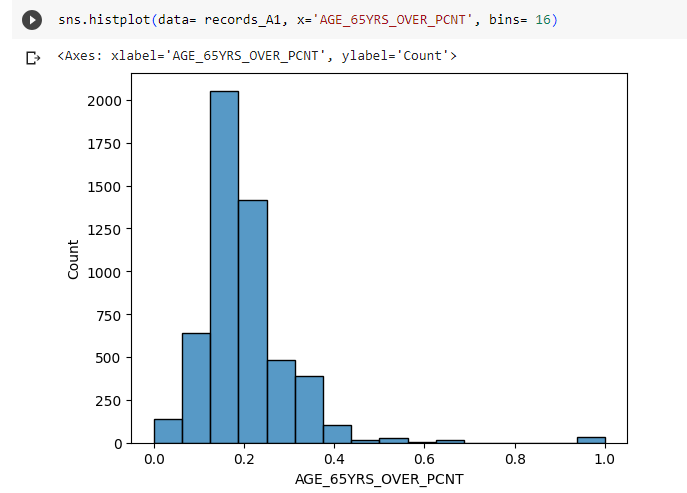 sns.histplot(data= records_A1, x='AGE_65YRS_OVER_PCNT', bins= 16)
<Axes: xlabel='AGE_65YRS_OVER_PCNT', ylabel='Count'>
2000
1750
1500
1250
1000
750
500
250
0
Count
0.0 0.2 0.4 0.6 0.8 1.0
AGE_65YRS_OVER_PCNT